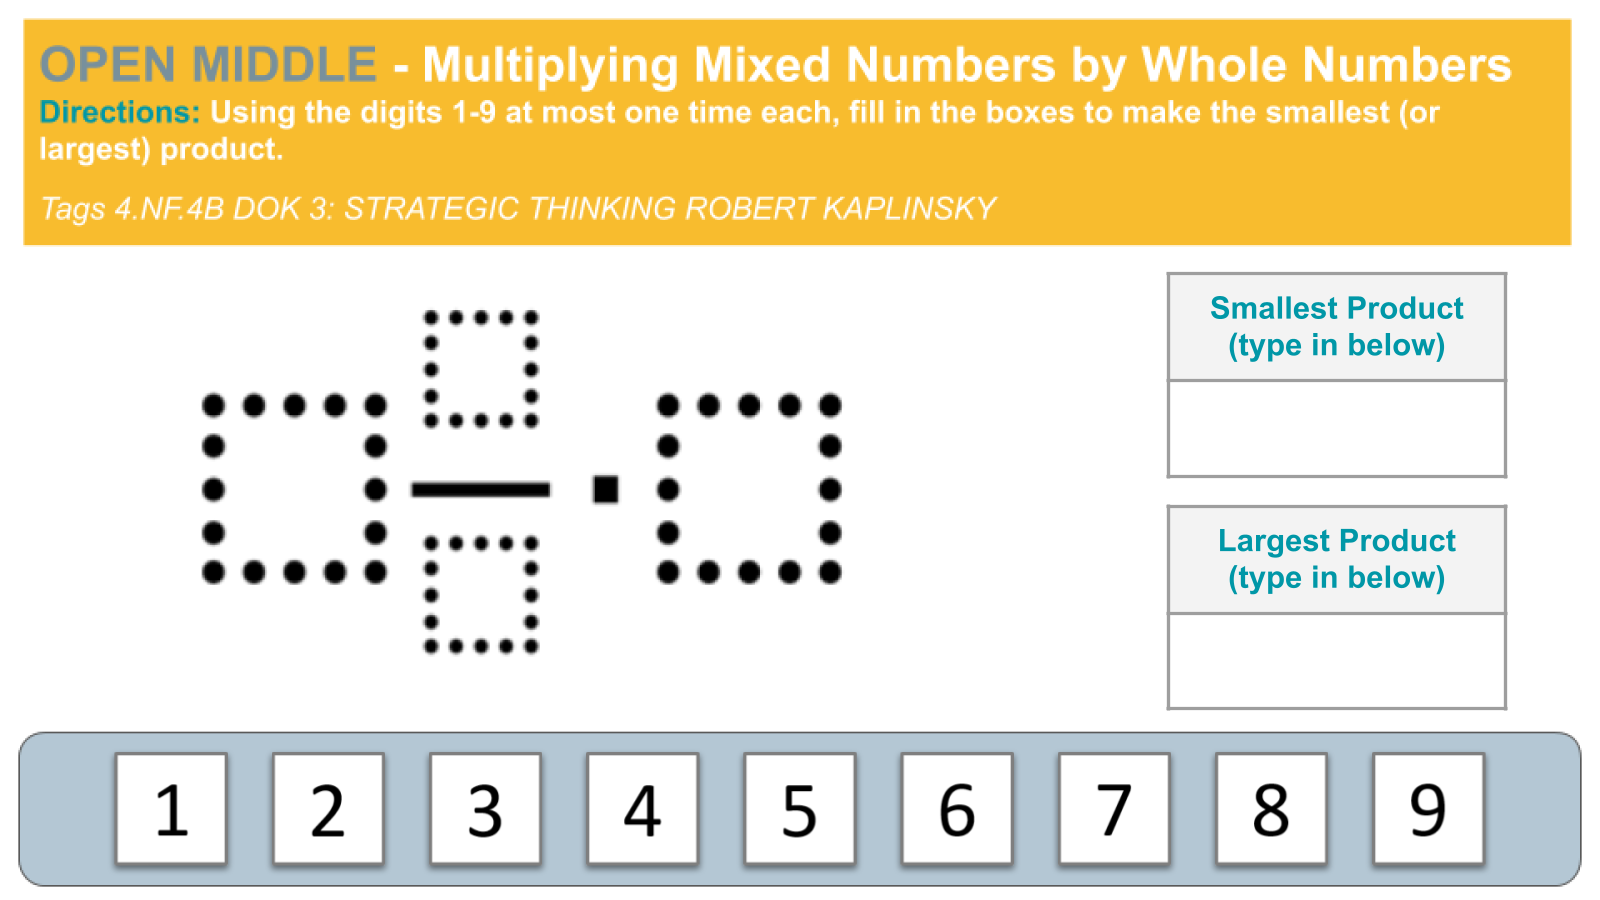 OPEN MIDDLE - Multiplying Mixed Numbers by Whole Numbers
Directions: Using the digits 1-9 at most one time each, fill in the boxes to make the smallest (or
largest) product.
Tags 4.NF.4B DOK 3: STRATEGIC THINKING ROBERT KAPLINSKY
Smallest Product
(type in below)
Largest Product
(type in below)
1 2 3 4 5 6 7 8 9